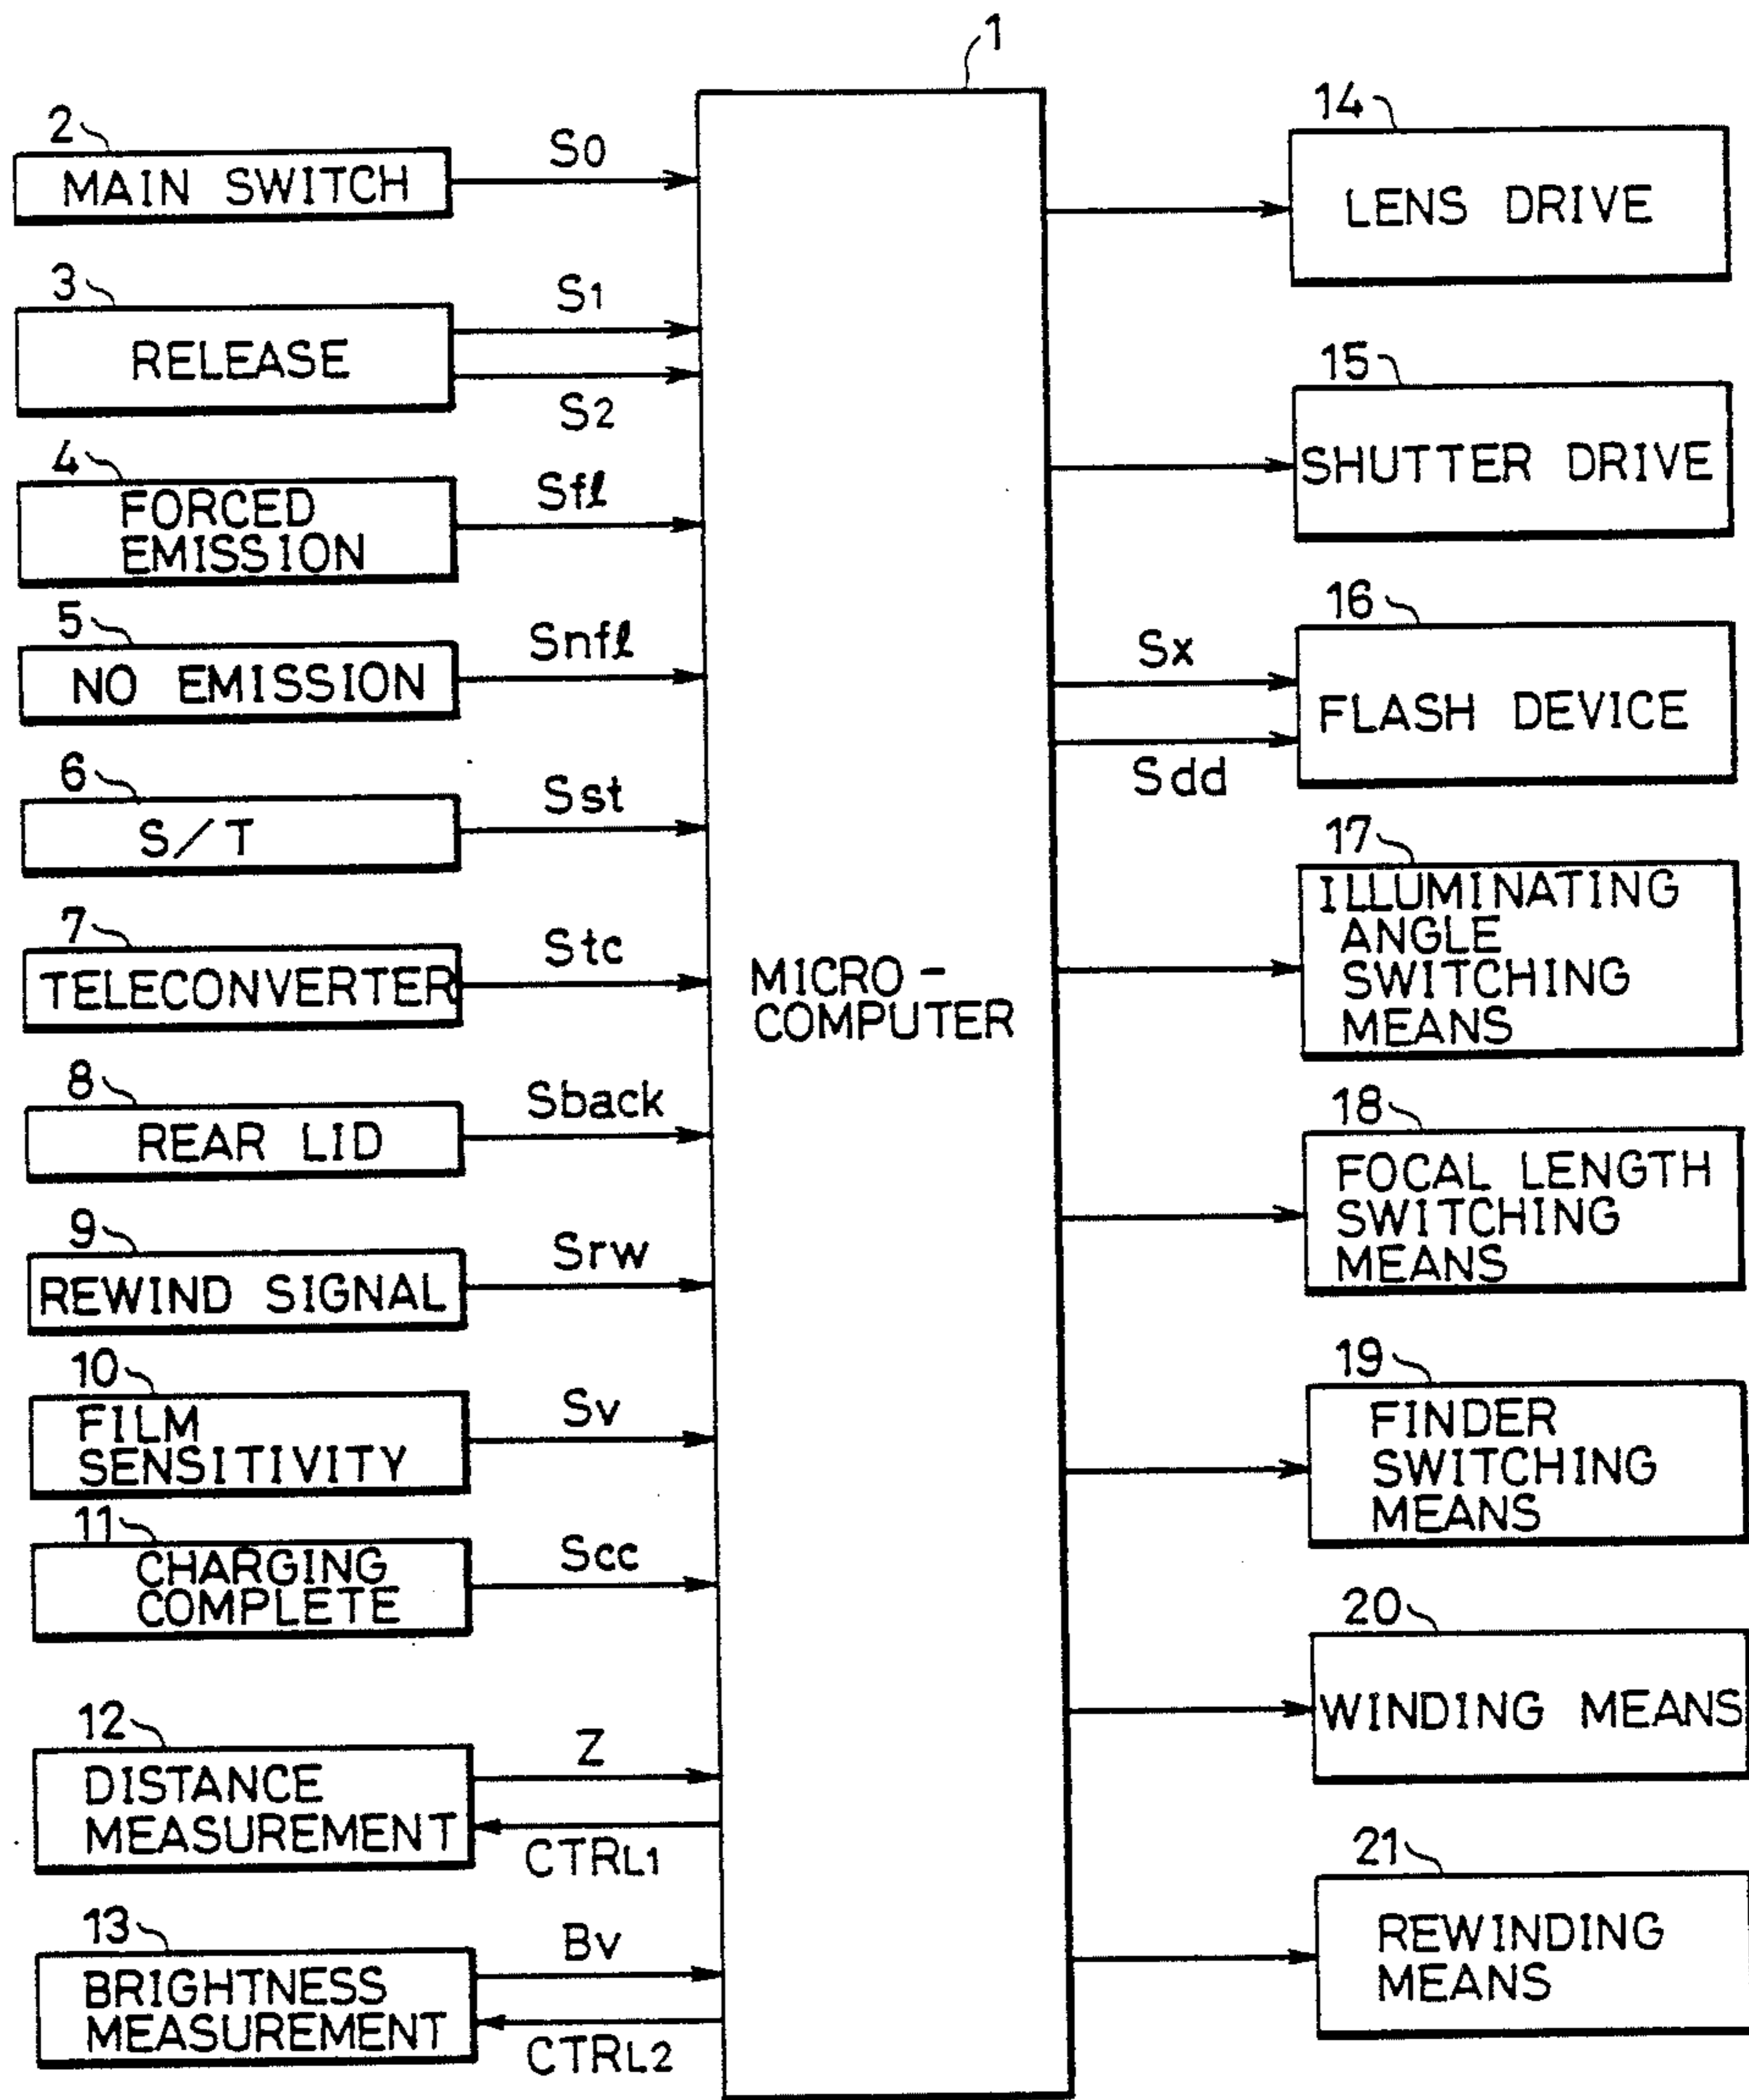 1
2
MAIN SWITCH
S0
3
RELEASE
S1
S2
4
FORCED
EMISSION
Sfl
5
NO EMISSION
Snfl
6
S/T
Sst
7
TELECONVERTER
Stc
8
REAR LID
Sback
9
REWIND SIGNAL
Srw
10
FILM
SENSITIVITY
Sv
11
CHARGING
COMPLETE
Scc
12
DISTANCE
MEASUREMENT
Z
CTRL1
13
BRIGHTNESS
MEASUREMENT
Bv
CTRL2
MICRO-
COMPUTER
14
LENS DRIVE
15
SHUTTER DRIVE
16
Sx
FLASH DEVICE
Sdd
17
ILLUMINATING
ANGLE
SWITCHING
MEANS
18
FOCAL LENGTH
SWITCHING
MEANS
19
FINDER
SWITCHING
MEANS
20
WINDING MEANS
21
REWINDING
MEANS